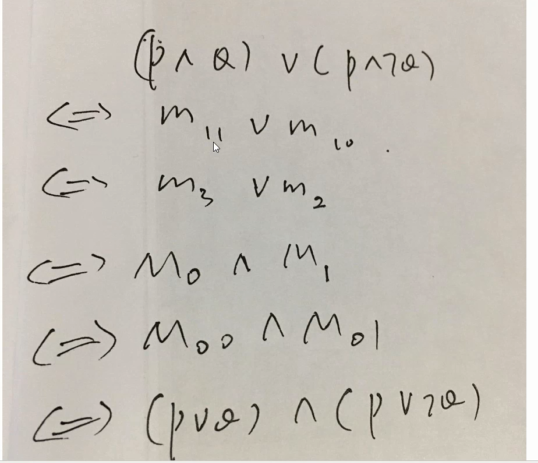 (p∧Q) ∨ (p∧¬Q)
⇔ m₁₁ ∨ m₁₀ .
⇔ m₃ ∨ m₂
⇔ M₀ ∧ M₁
⇔ M₀₀ ∧ M₀₁
⇔ (p∨Q) ∧ (p∨¬Q)